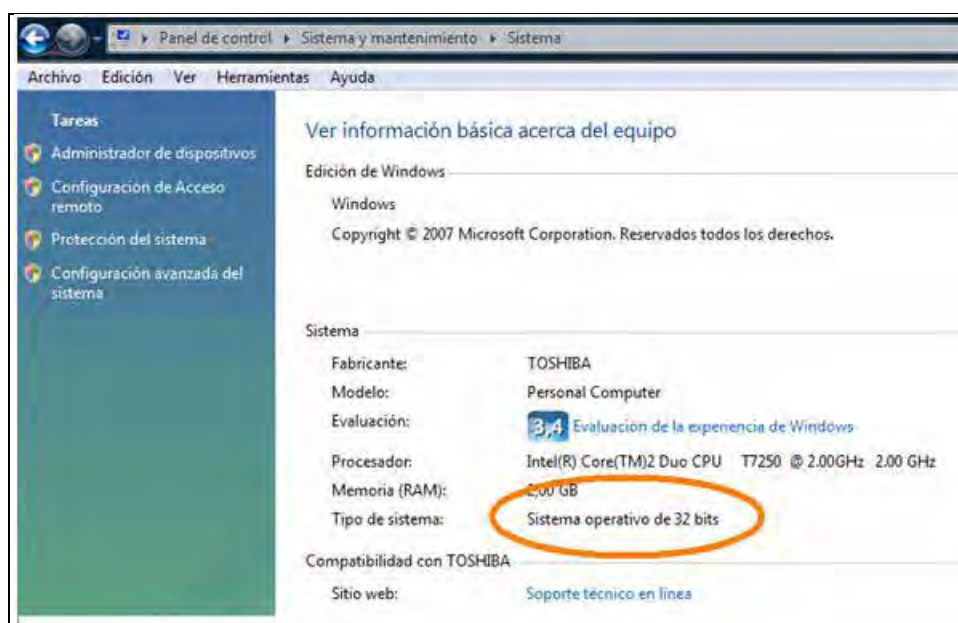 Panel de control ▸ Sistema y mantenimiento ▸ Sistema
Archivo Edición Ver Herramientas Ayuda
Tareas
Administrador de dispositivos
Configuración de Acceso
remoto
Protección del sistema
Configuración avanzada del
sistema
Ver información básica acerca del equipo
Edición de Windows
Windows
Copyright © 2007 Microsoft Corporation. Reservados todos los derechos.
Sistema
Fabricante: TOSHIBA
Modelo: Personal Computer
Evaluación: 3,4 Evaluación de la experiencia de Windows
Procesador: Intel(R) Core(TM)2 Duo CPU T7250 @ 2.00GHz 2.00 GHz
Memoria (RAM): 2,00 GB
Tipo de sistema: Sistema operativo de 32 bits
Compatibilidad con TOSHIBA
Sitio web: Soporte técnico en línea